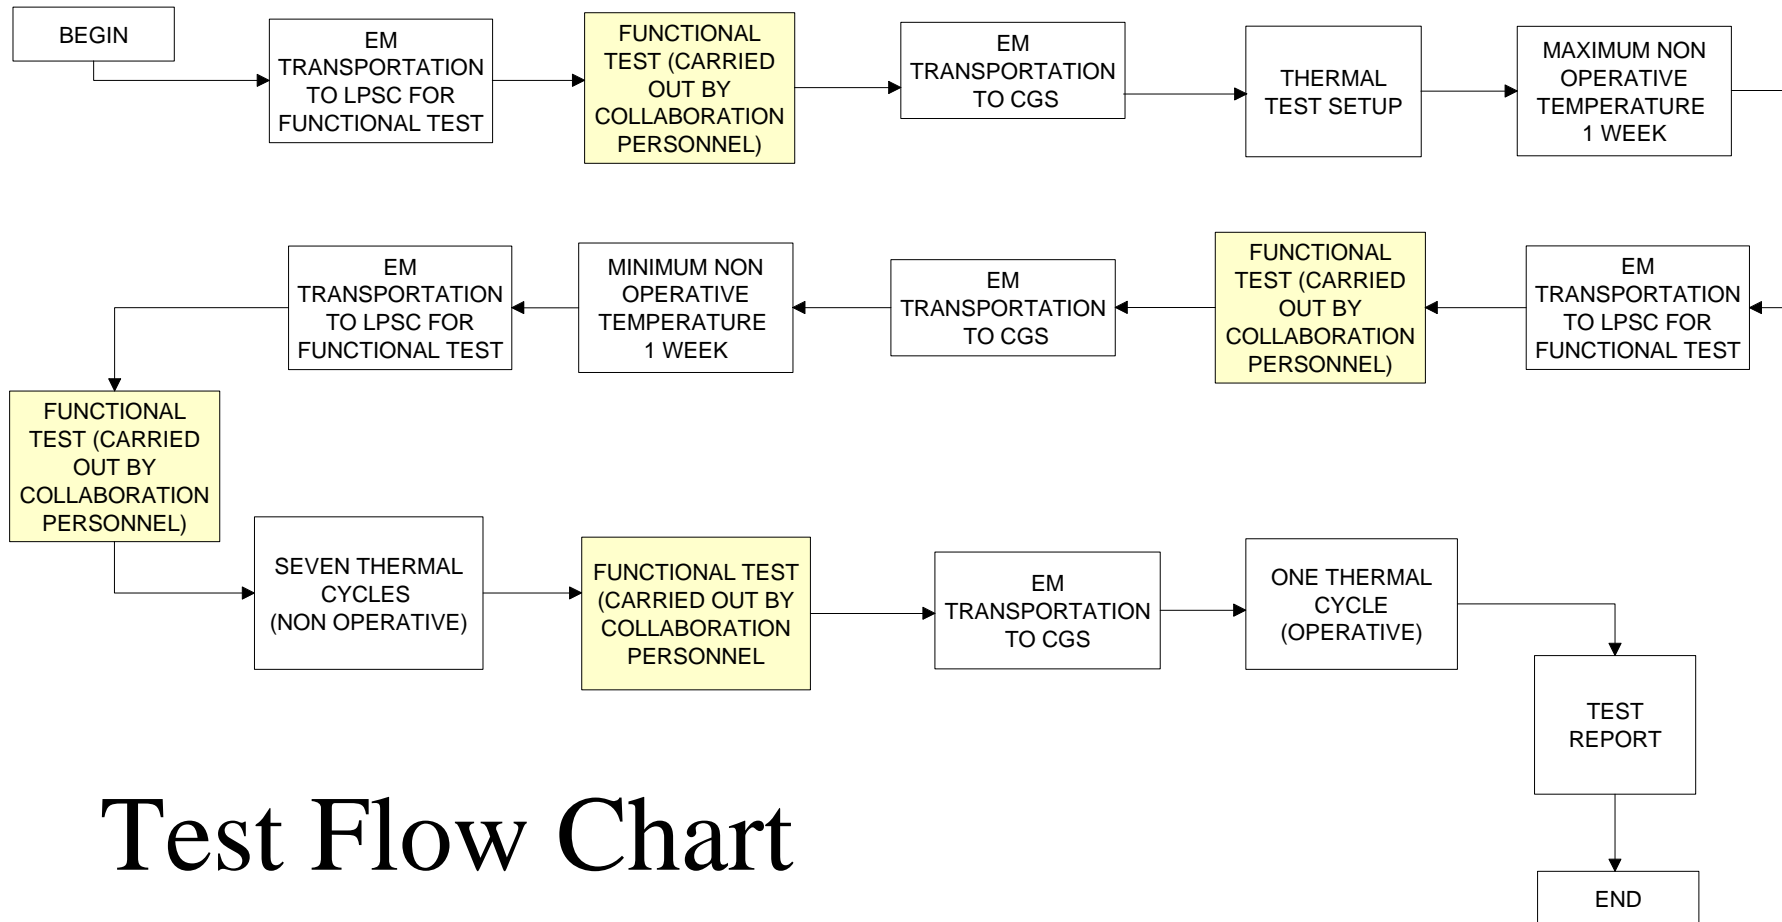 BEGIN
EM
TRANSPORTATION
TO LPSC FOR
FUNCTIONAL TEST
FUNCTIONAL
TEST (CARRIED
OUT BY
COLLABORATION
PERSONNEL)
EM
TRANSPORTATION
TO CGS
THERMAL
TEST SETUP
MAXIMUM NON
OPERATIVE
TEMPERATURE
1 WEEK
EM
TRANSPORTATION
TO LPSC FOR
FUNCTIONAL TEST
FUNCTIONAL
TEST (CARRIED
OUT BY
COLLABORATION
PERSONNEL)
EM
TRANSPORTATION
TO CGS
MINIMUM NON
OPERATIVE
TEMPERATURE
1 WEEK
EM
TRANSPORTATION
TO LPSC FOR
FUNCTIONAL TEST
FUNCTIONAL
TEST (CARRIED
OUT BY
COLLABORATION
PERSONNEL)
SEVEN THERMAL
CYCLES
(NON OPERATIVE)
FUNCTIONAL TEST
(CARRIED OUT BY
COLLABORATION
PERSONNEL
EM
TRANSPORTATION
TO CGS
ONE THERMAL
CYCLE
(OPERATIVE)
TEST
REPORT
END
Test Flow Chart